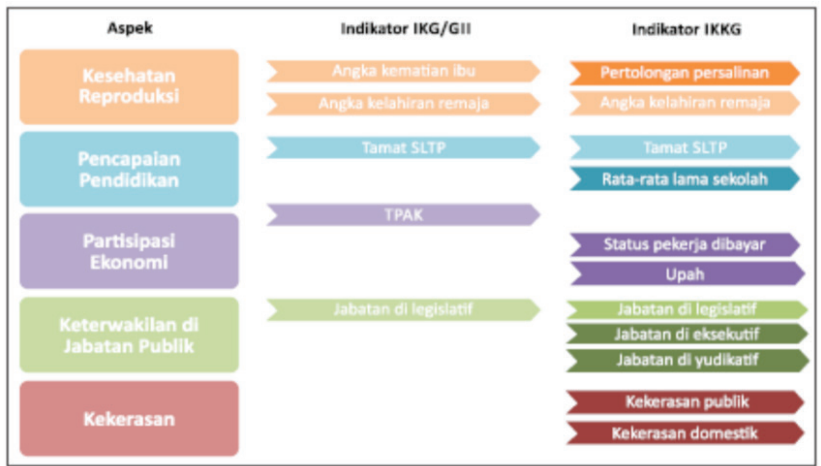 Aspek
Indikator IKG/GII
Indikator IKKG
Kesehatan
Reproduksi
Angka kematian ibu
Pertolongan persalinan
Angka kelahiran remaja
Angka kelahiran remaja
Pencapaian
Pendidikan
Tamat SLTP
Tamat SLTP
Rata-rata lama sekolah
Partisipasi
Ekonomi
TPAK
Status pekerja dibayar
Upah
Keterwakilan di
Jabatan Publik
Jabatan di legislatif
Jabatan di legislatif
Jabatan di eksekutif
Jabatan di yudikatif
Kekerasan
Kekerasan publik
Kekerasan domestik